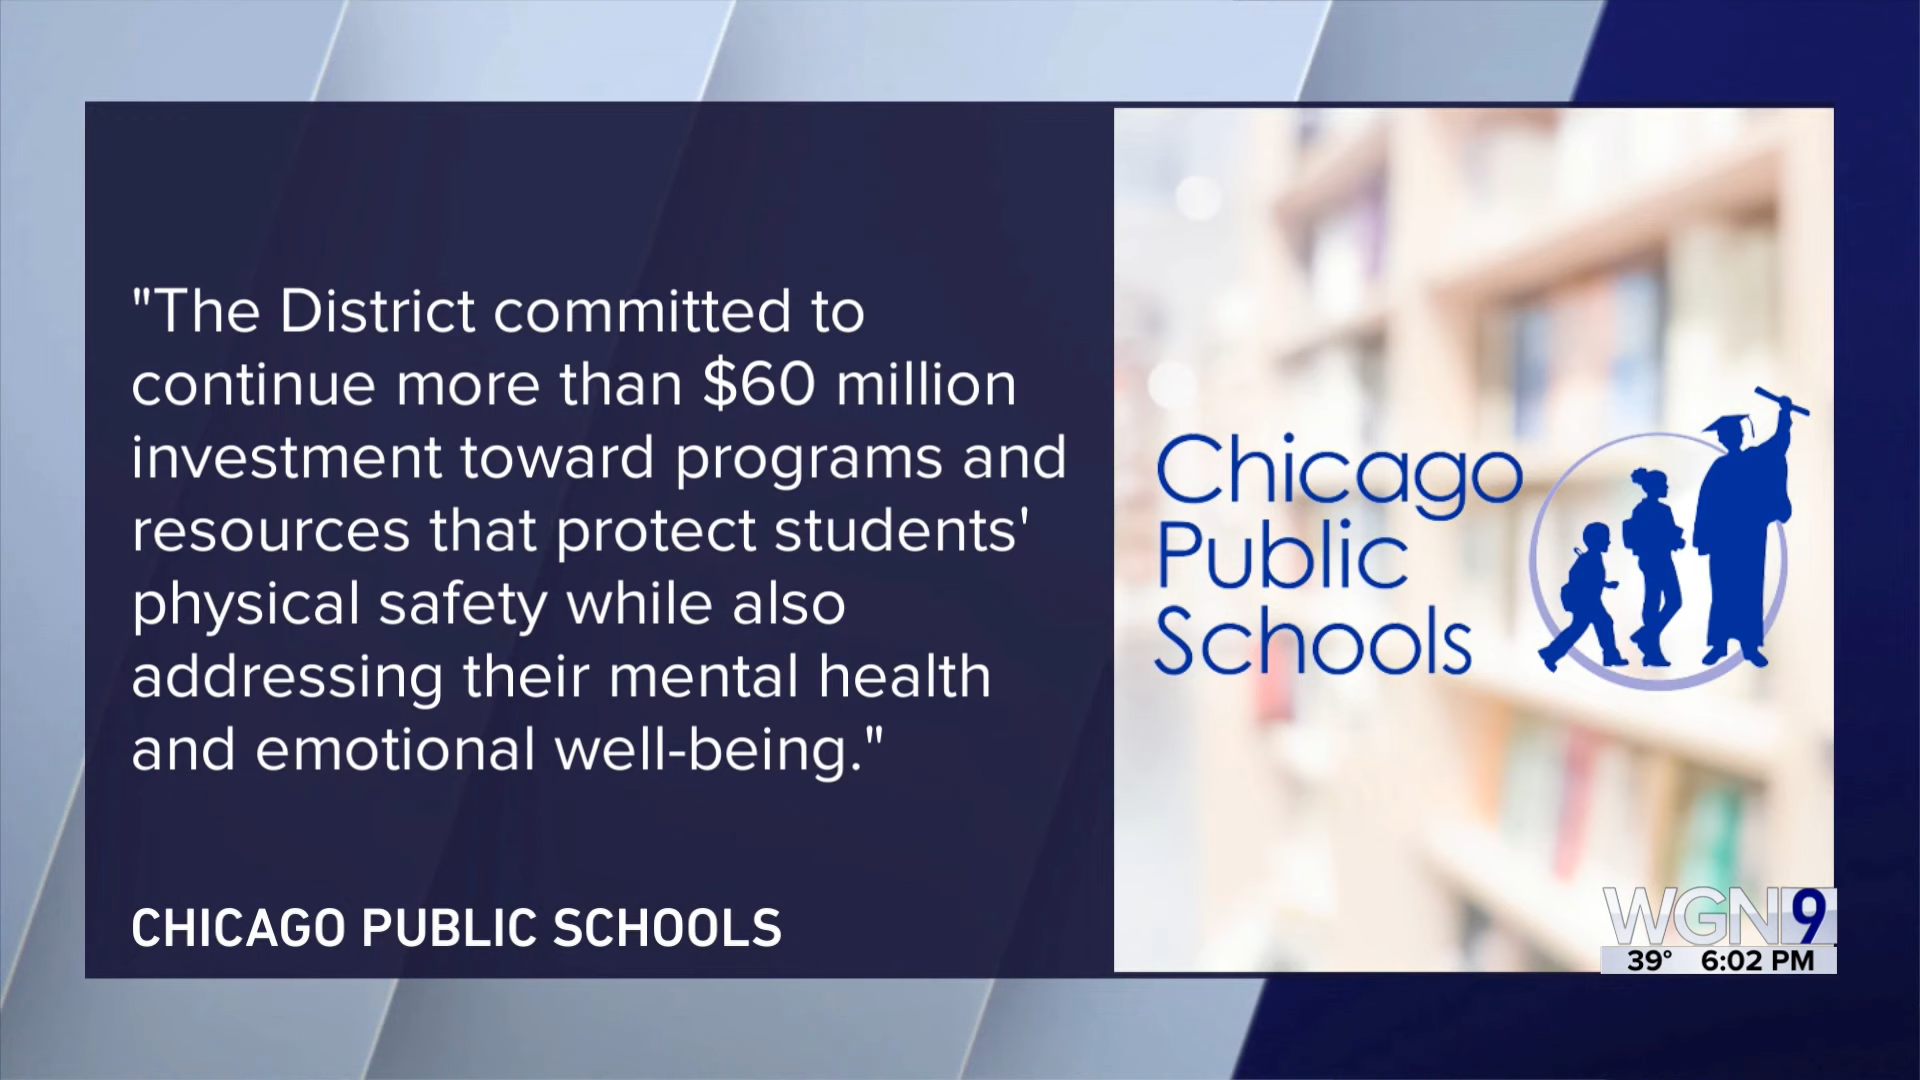 "The District committed to
continue more than $60 million
investment toward programs and
resources that protect students'
physical safety while also
addressing their mental health
and emotional well-being."
CHICAGO PUBLIC SCHOOLS
Chicago
Public
Schools
WGN 9
39° 6:02 PM